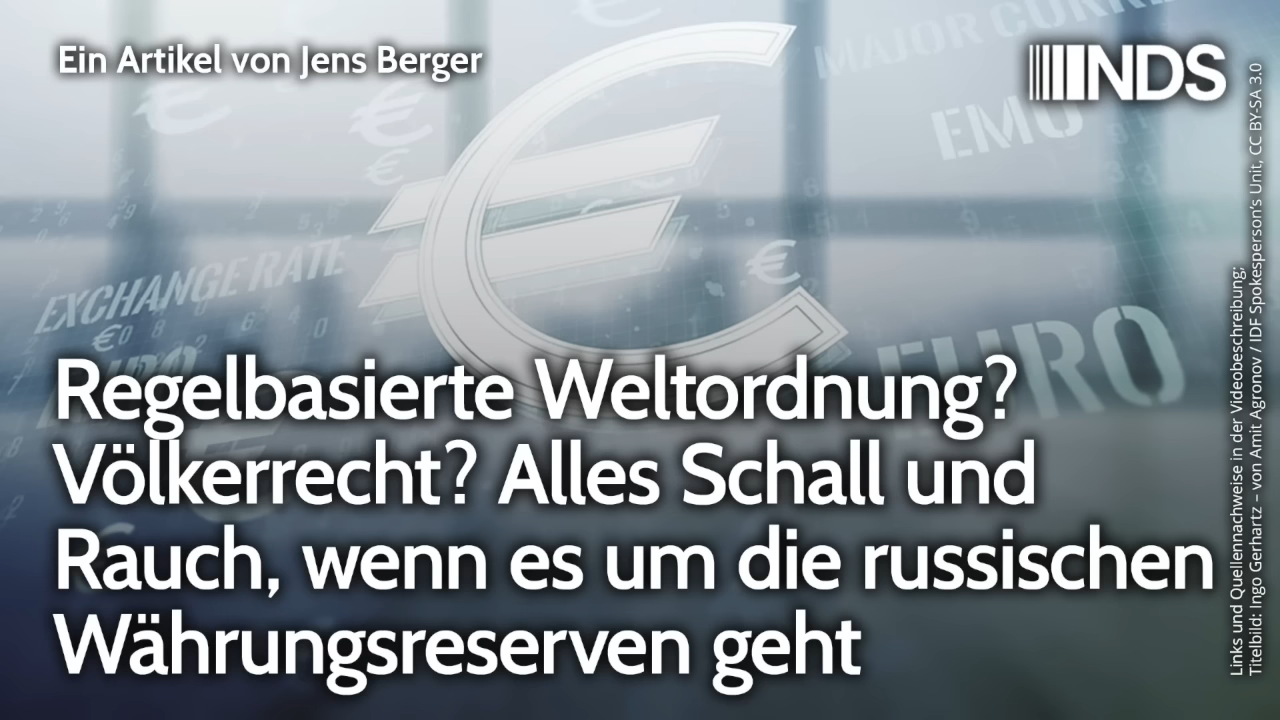 Ein Artikel von Jens Berger
NDS
MAJOR CURRE
EMU
EXCHANGE RATE
EURO
Regelbasierte Weltordnung?
Völkerrecht? Alles Schall und
Rauch, wenn es um die russischen
Währungsreserven geht
Links und Quellennachweise in der Videobeschreibung;
Titelbild: Ingo Gerhartz – von Amit Agronov / IDF Spokesperson's Unit, CC BY-SA 3.0